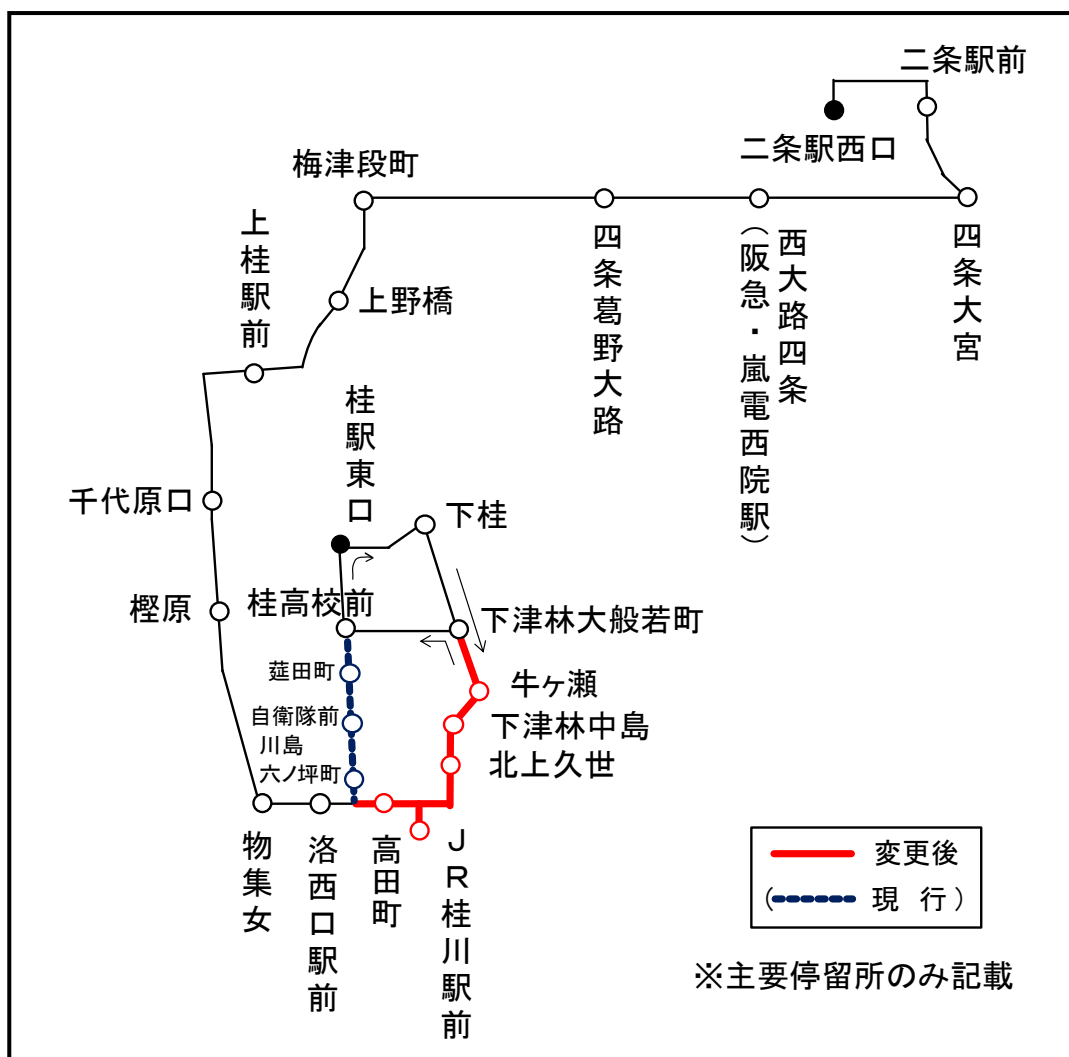 二条駅前
二条駅西口
梅津段町
上桂駅前
上野橋
四条葛野大路
西大路四条
(阪急・嵐電西院駅)
四条大宮
桂駅東口
千代原口
下桂
樫原
桂高校前
下津林大般若町
莚田町
牛ヶ瀬
自衛隊前
下津林中島
川島
六ノ坪町
北上久世
物集女
洛西口駅前
高田町
JR桂川駅前
変更後
(現行)
※主要停留所のみ記載